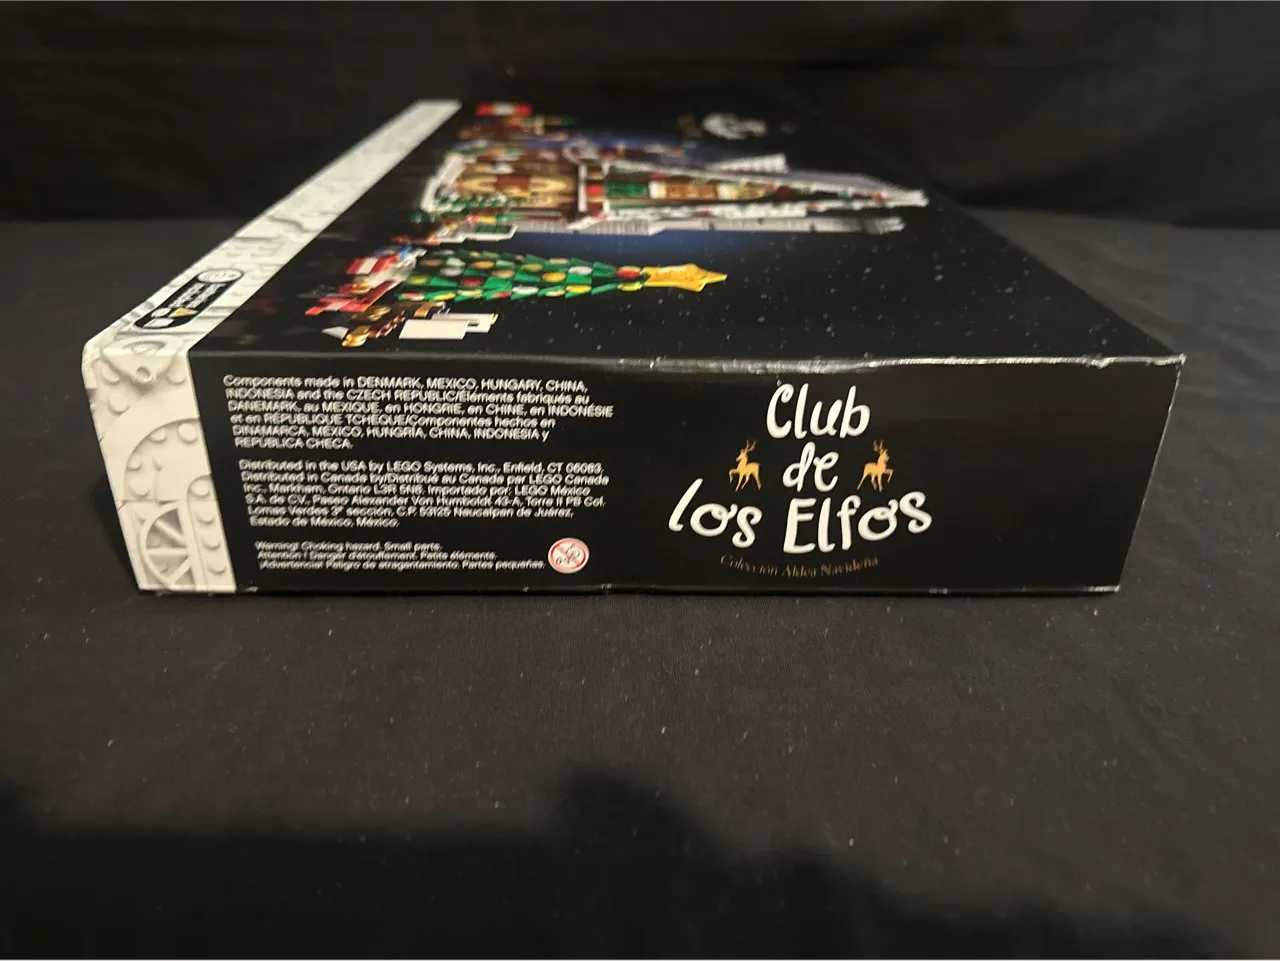 Components made in DENMARK, MEXICO, HUNGARY, CHINA,
INDONESIA and the CZECH REPUBLIC/Éléments fabriqués au
DANEMARK, au MEXIQUE, en HONGRIE, en CHINE, en INDONÉSIE
et en RÉPUBLIQUE TCHÈQUE/Componentes hechos en
DINAMARCA, MÉXICO, HUNGRÍA, CHINA, INDONESIA y
REPÚBLICA CHECA.
Distributed in the USA by LEGO Systems, Inc., Enfield, CT 06083.
Distributed in Canada by/Distribué au Canada par LEGO Canada
Inc., Markham, Ontario L3R 5N8. Importado por: LEGO México
S.A. de C.V., Paseo Alexander Von Humboldt 43-A, Torre II PB Col.
Lomas Verdes 3ª sección, C.P. 53125 Naucalpan de Juárez,
Estado de México, México.
Warning! Choking hazard. Small parts.
Attention ! Danger d'étouffement. Petits éléments.
¡Advertencia! Peligro de atragantamiento. Partes pequeñas.
Club
de
los Elfos
Colección Aldea Navideña